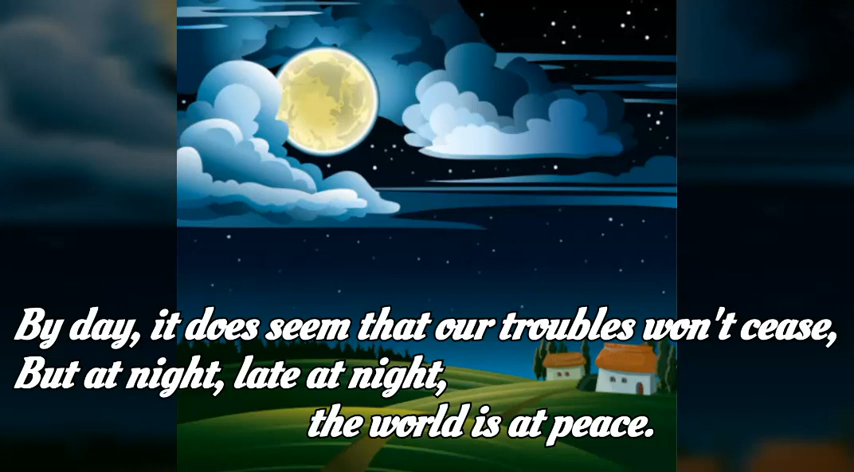 By day, it does seem that our troubles won't cease,
But at night, late at night,
the world is at peace.